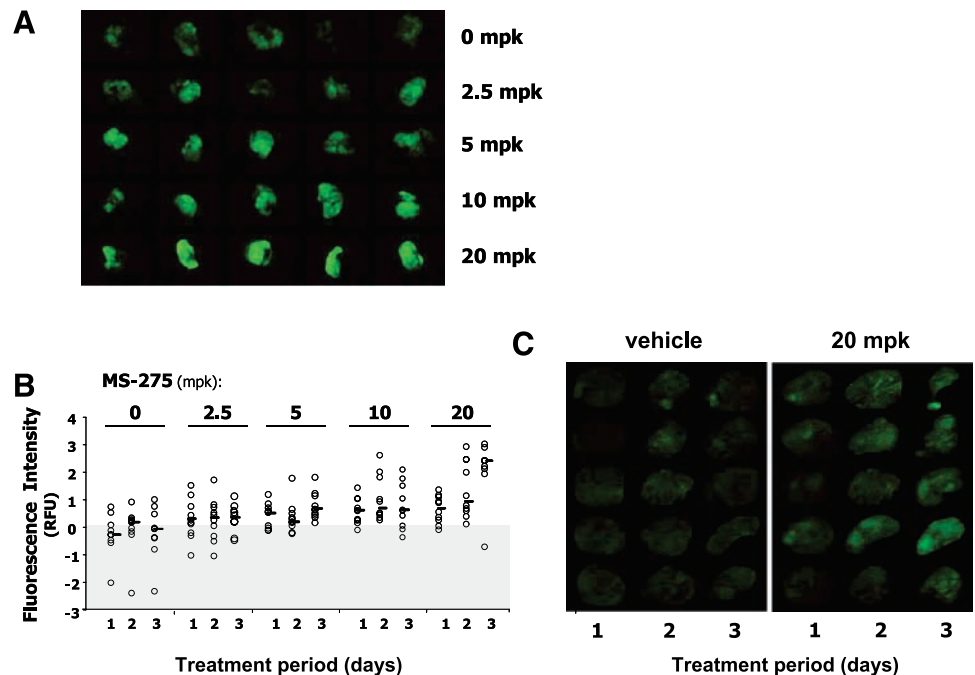 A
0 mpk
2.5 mpk
5 mpk
10 mpk
20 mpk
B
MS-275 (mpk):
0 2.5 5 10 20
Fluorescence Intensity
(RFU)
4
3
2
1
0
-1
-2
-3
1 2 3 1 2 3 1 2 3 1 2 3 1 2 3
Treatment period (days)
C
vehicle 20 mpk
1 2 3 1 2 3
Treatment period (days)